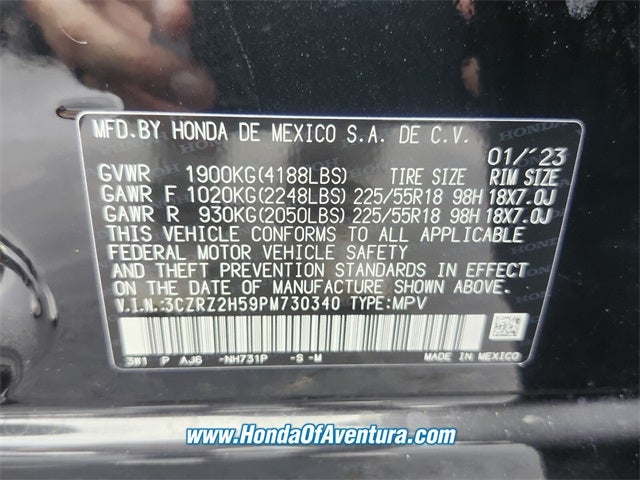 MFD.BY HONDA DE MEXICO S.A. DE C.V.
01/'23
GVWR 1900KG(4188LBS) TIRE SIZE RIM SIZE
GAWR F 1020KG(2248LBS) 225/55R18 98H 18X7.0J
GAWR R 930KG(2050LBS) 225/55R18 98H 18X7.0J
THIS VEHICLE CONFORMS TO ALL APPLICABLE
FEDERAL MOTOR VEHICLE SAFETY
AND THEFT PREVENTION STANDARDS IN EFFECT
ON THE DATE OF MANUFACTURE SHOWN ABOVE.
V.I.N.:3CZRZ2H59PM730340 TYPE:MPV
3W1 P AJ6 -NH731P -S -M
MADE IN MEXICO
www.HondaOfAventura.com